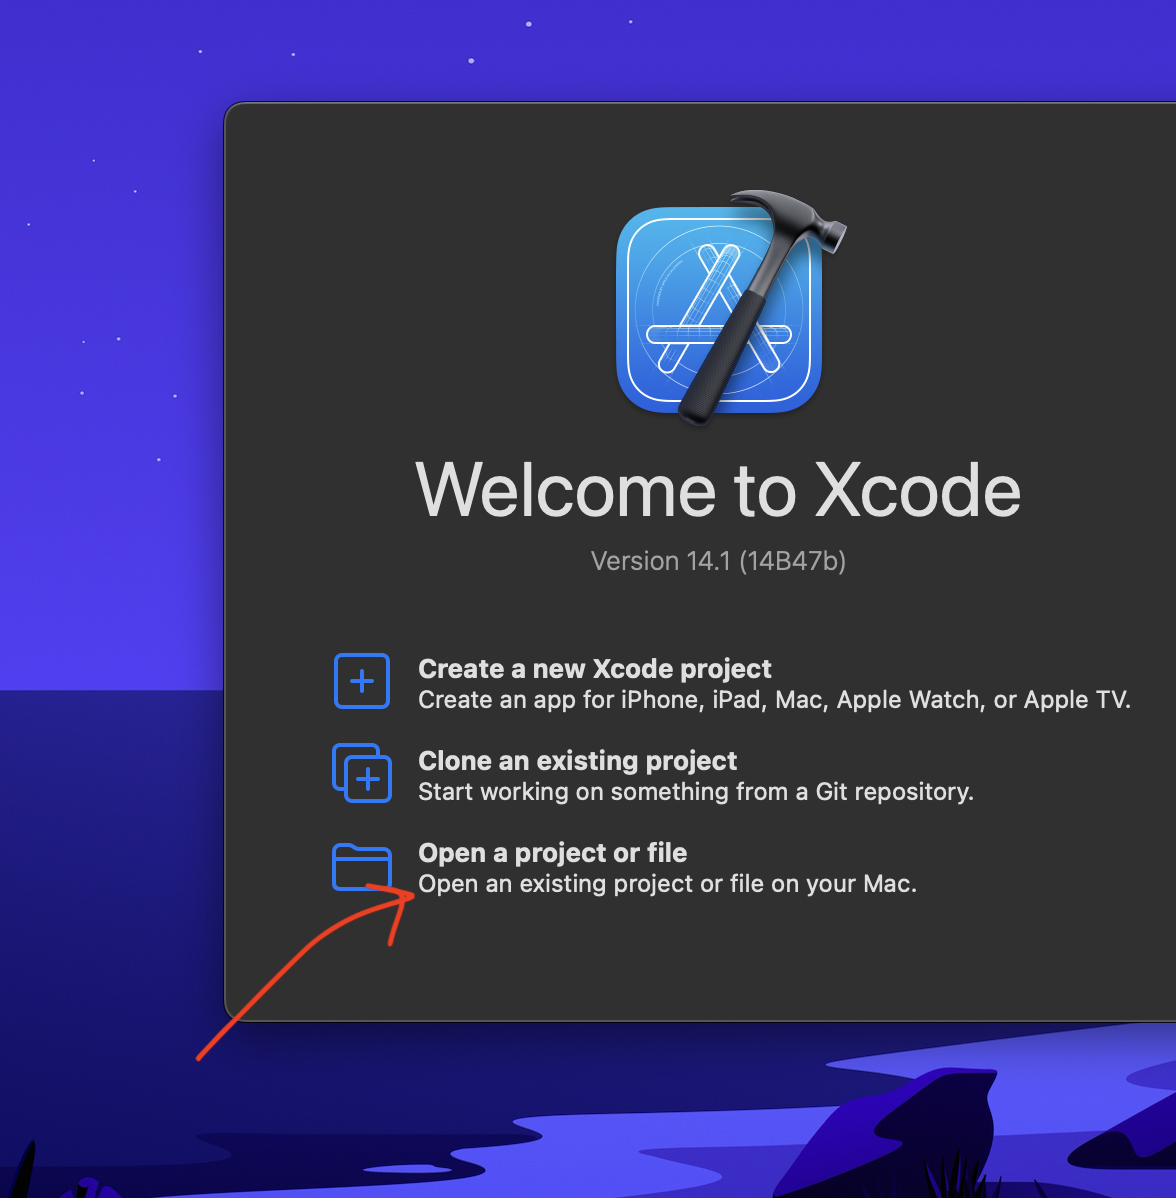 Welcome to Xcode
Version 14.1 (14B47b)
Create a new Xcode project
Create an app for iPhone, iPad, Mac, Apple Watch, or Apple TV.
Clone an existing project
Start working on something from a Git repository.
Open a project or file
Open an existing project or file on your Mac.